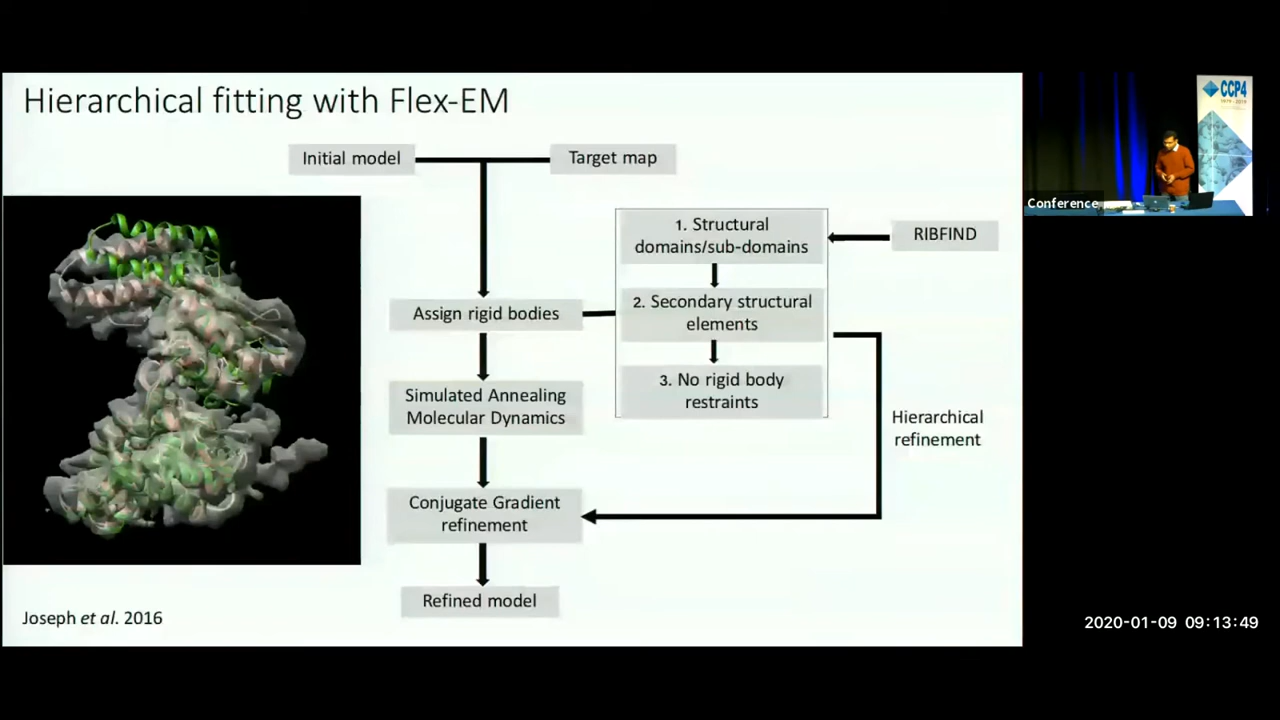 Hierarchical fitting with Flex-EM
Initial model
Target map
1. Structural
domains/sub-domains
RIBFIND
2. Secondary structural
elements
Assign rigid bodies
3. No rigid body
restraints
Simulated Annealing
Molecular Dynamics
Hierarchical
refinement
Conjugate Gradient
refinement
Refined model
Joseph et al. 2016
CCP4
1979-2019
Conference
2020-01-09 09:13:49